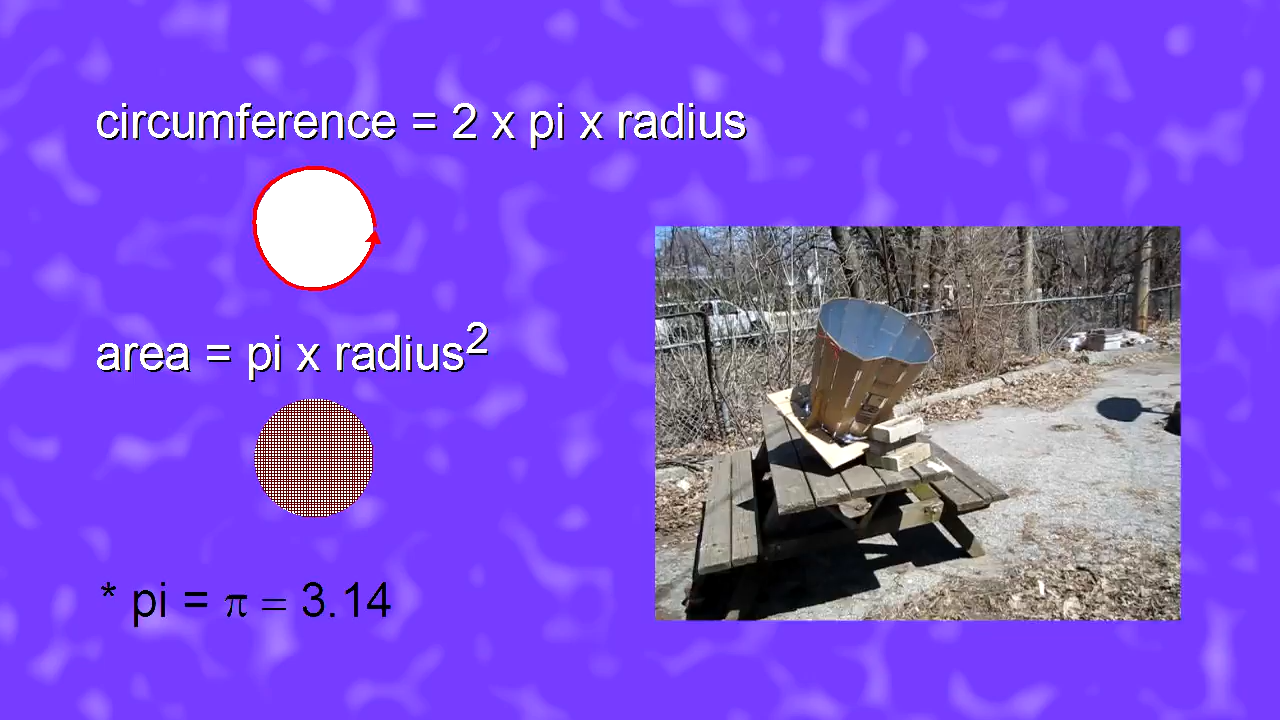 circumference = 2 x pi x radius
area = pi x radius²
* pi = π = 3.14